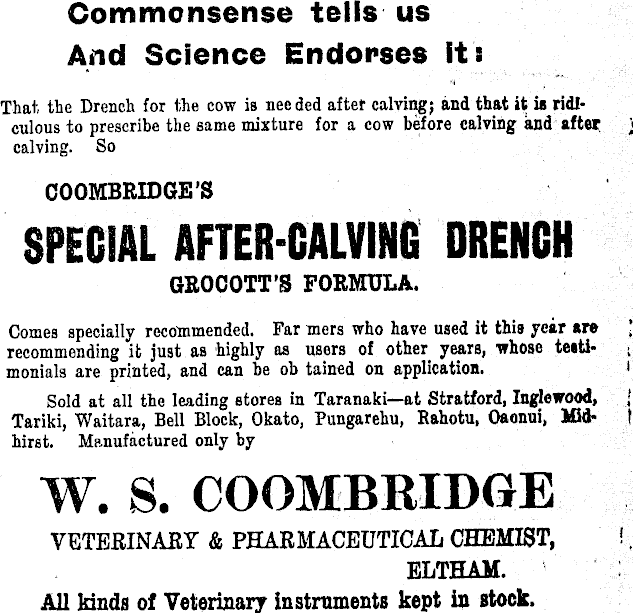 Commonsense tells us
And Science Endorses It:
That the Drench for the cow is needed after calving; and that it is ridi-
culous to prescribe the same mixture for a cow before calving and after
calving. So
COOMBRIDGE'S
SPECIAL AFTER-CALVING DRENCH
GROCOTT'S FORMULA.
Comes specially recommended. Far mers who have used it this year are
recommending it just as highly as users of other years, whose testi-
monials are printed, and can be ob tained on application.
Sold at all the leading stores in Taranaki—at Stratford, Inglewood,
Tariki, Waitara, Bell Block, Okato, Pungarehu, Rahotu, Oaonui, Mid-
hirst. Manufactured only by
W. S. COOMBRIDGE
VETERINARY & PHARMACEUTICAL CHEMIST,
ELTHAM.
All kinds of Veterinary instruments kept in stock.